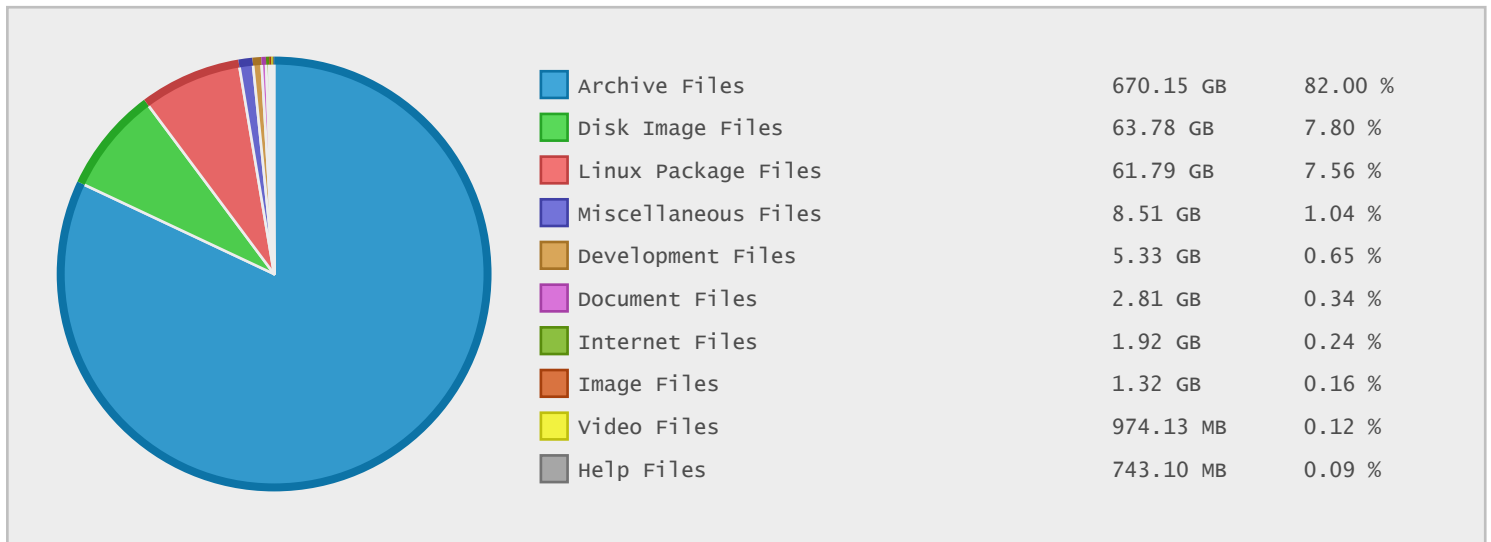 Archive Files 670.15 GB 82.00 %
Disk Image Files 63.78 GB 7.80 %
Linux Package Files 61.79 GB 7.56 %
Miscellaneous Files 8.51 GB 1.04 %
Development Files 5.33 GB 0.65 %
Document Files 2.81 GB 0.34 %
Internet Files 1.92 GB 0.24 %
Image Files 1.32 GB 0.16 %
Video Files 974.13 MB 0.12 %
Help Files 743.10 MB 0.09 %